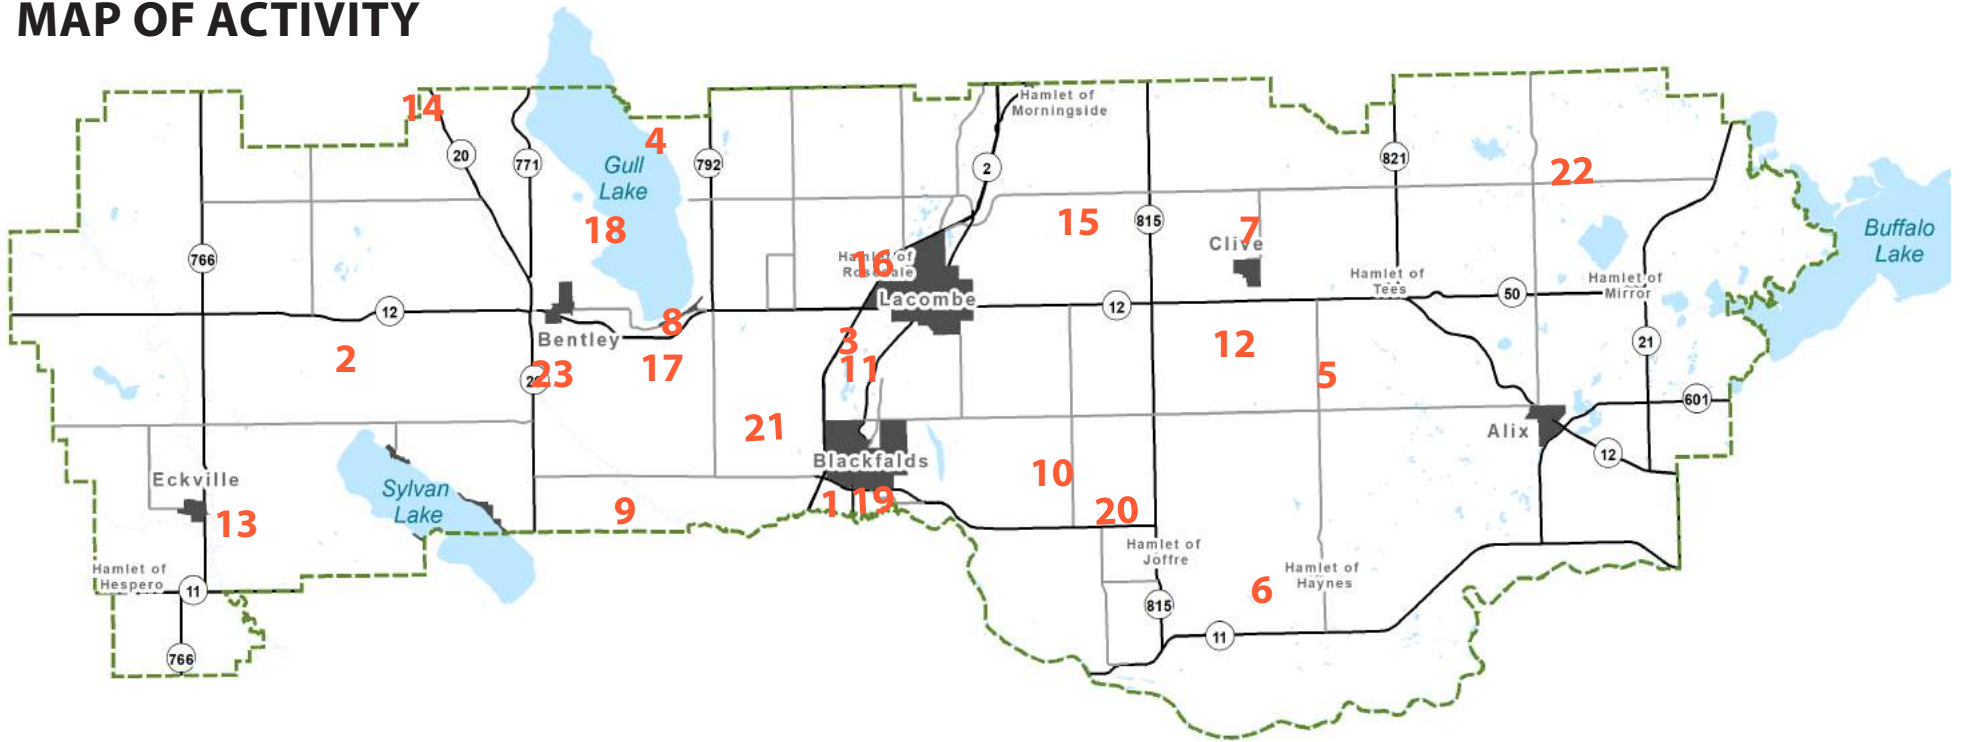 MAP OF ACTIVITY
Hamlet of
Morningside
14
4
20
771
792
2
821
22
Gull
Lake
18
15
815
7
Clive
Buffalo
Lake
766
16
Hamlet of
Lacombe
Hamlet of
Tees
50
Hamlet of
Mirror
12
12
8
Bentley
3
12
21
2
17
11
5
23
601
21
Alix
12
Blackfalds
Eckville
10
Sylvan
Lake
13
9
1
19
20
Hamlet of
Joffre
Hamlet of
Haynes
Hamlet of
Hespero
11
6
815
11
766